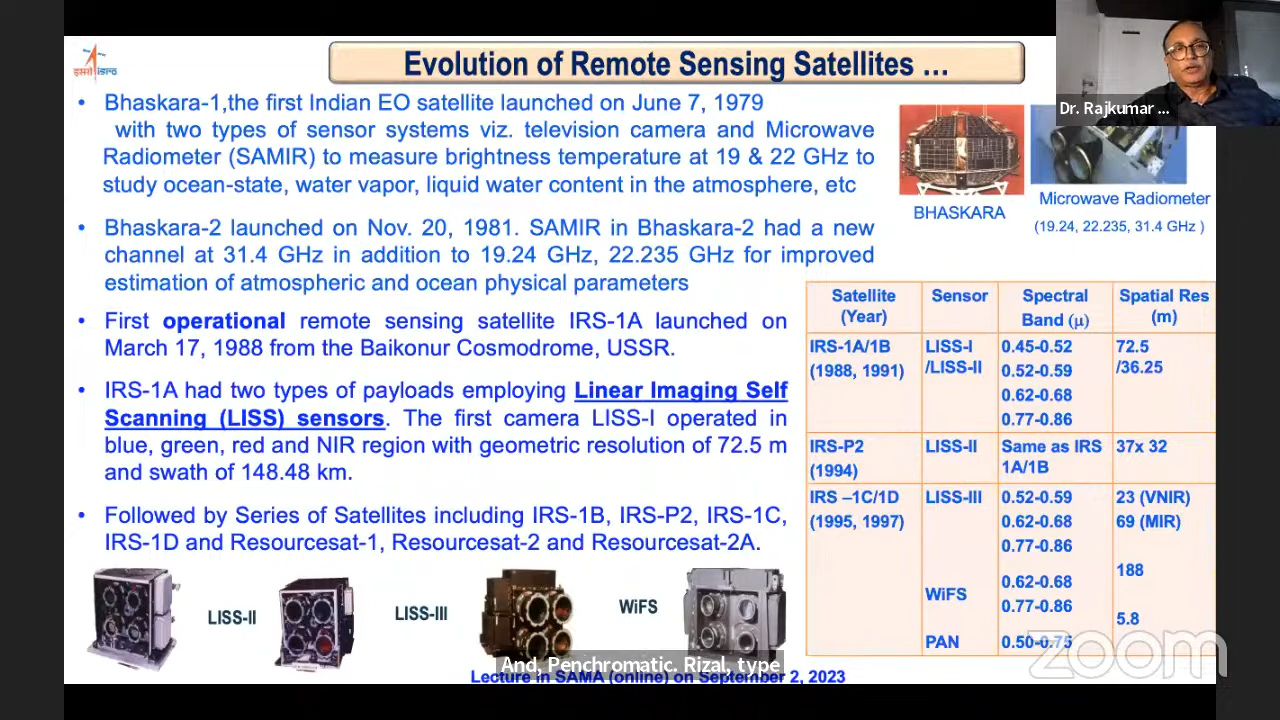 इसरो isro
Evolution of Remote Sensing Satellites …
Dr. Rajkumar ...
• Bhaskara-1,the first Indian EO satellite launched on June 7, 1979
with two types of sensor systems viz. television camera and Microwave
Radiometer (SAMIR) to measure brightness temperature at 19 & 22 GHz to
study ocean-state, water vapor, liquid water content in the atmosphere, etc
BHASKARA
Microwave Radiometer
(19.24, 22.235, 31.4 GHz )
• Bhaskara-2 launched on Nov. 20, 1981. SAMIR in Bhaskara-2 had a new
channel at 31.4 GHz in addition to 19.24 GHz, 22.235 GHz for improved
estimation of atmospheric and ocean physical parameters
• First operational remote sensing satellite IRS-1A launched on
March 17, 1988 from the Baikonur Cosmodrome, USSR.
• IRS-1A had two types of payloads employing Linear Imaging Self
Scanning (LISS) sensors. The first camera LISS-I operated in
blue, green, red and NIR region with geometric resolution of 72.5 m
and swath of 148.48 km.
• Followed by Series of Satellites including IRS-1B, IRS-P2, IRS-1C,
IRS-1D and Resourcesat-1, Resourcesat-2 and Resourcesat-2A.
Satellite Sensor Spectral Spatial Res
(Year) Band (μ) (m)
IRS-1A/1B LISS-I 0.45-0.52 72.5
(1988, 1991) /LISS-II 0.52-0.59 /36.25
0.62-0.68
0.77-0.86
IRS-P2 LISS-II Same as IRS 37x 32
(1994) 1A/1B
IRS –1C/1D LISS-III 0.52-0.59 23 (VNIR)
(1995, 1997) 0.62-0.68 69 (MIR)
0.77-0.86
188
0.62-0.68
WiFS 0.77-0.86
5.8
PAN 0.50-0.75
LISS-II
LISS-III
WiFS
zoom
And, Penchromatic. Rizal, type
Lecture in SAMA (online) on September 2, 2023